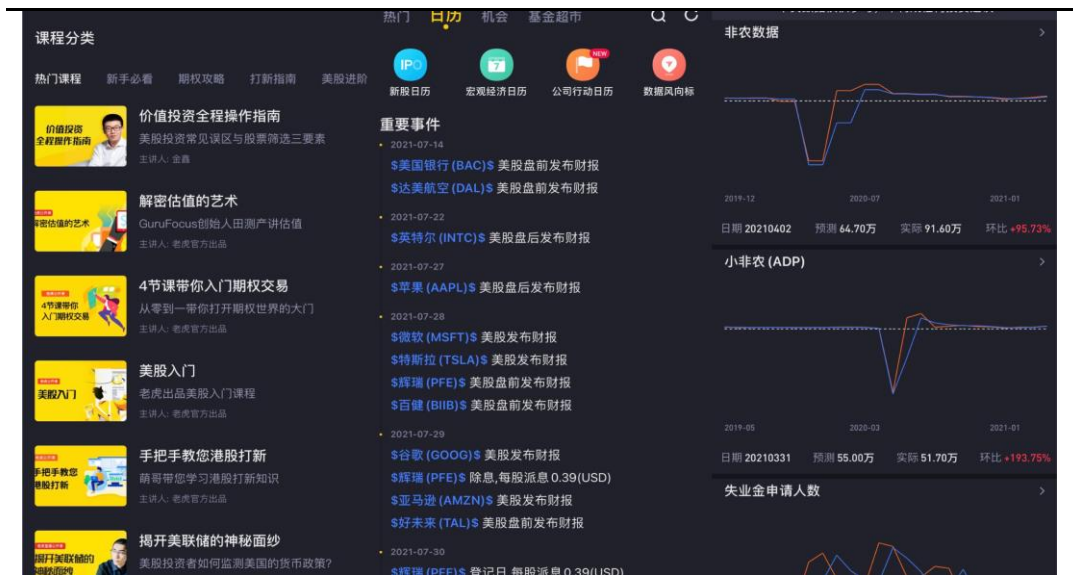 课程分类
热门课程 新手必看 期权攻略 打新指南 美股进阶
价值投资
全程操作指南
价值投资全程操作指南
美股投资常见误区与股票筛选三要素
主讲人: 金鑫
解密估值的艺术
解密估值的艺术
GuruFocus创始人田测产讲估值
主讲人: 老虎官方出品
4节课带你
入门期权交易
4节课带你入门期权交易
从零到一带你打开期权世界的大门
主讲人: 老虎官方出品
美股入门
美股入门
老虎出品美股入门课程
主讲人: 老虎官方出品
手把手教您
港股打新
手把手教您港股打新
萌哥带您学习港股打新知识
主讲人: 老虎官方出品
揭开美联储的
神秘面纱
揭开美联储的神秘面纱
美股投资者如何监测美国的货币政策?
热门 日历 机会 基金超市
IPO
7
NEW
新股日历 宏观经济日历 公司行动日历 数据风向标
重要事件
2021-07-14
$美国银行 (BAC)$ 美股盘前发布财报
$达美航空 (DAL)$ 美股盘前发布财报
2021-07-22
$英特尔 (INTC)$ 美股盘后发布财报
2021-07-27
$苹果 (AAPL)$ 美股盘后发布财报
2021-07-28
$微软 (MSFT)$ 美股发布财报
$特斯拉 (TSLA)$ 美股发布财报
$辉瑞 (PFE)$ 美股盘前发布财报
$百健 (BIIB)$ 美股盘前发布财报
2021-07-29
$谷歌 (GOOG)$ 美股发布财报
$辉瑞 (PFE)$ 除息,每股派息 0.39(USD)
$亚马逊 (AMZN)$ 美股发布财报
$好未来 (TAL)$ 美股盘前发布财报
2021-07-30
$辉瑞 (PFE)$ 登记日,每股派息 0.39(USD)
非农数据
2019-12 2020-07 2021-01
日期 20210402 预测 64.70万 实际 91.60万 环比 +95.73%
小非农 (ADP)
2019-05 2020-03 2021-01
日期 20210331 预测 55.00万 实际 51.70万 环比 +193.75%
失业金申请人数